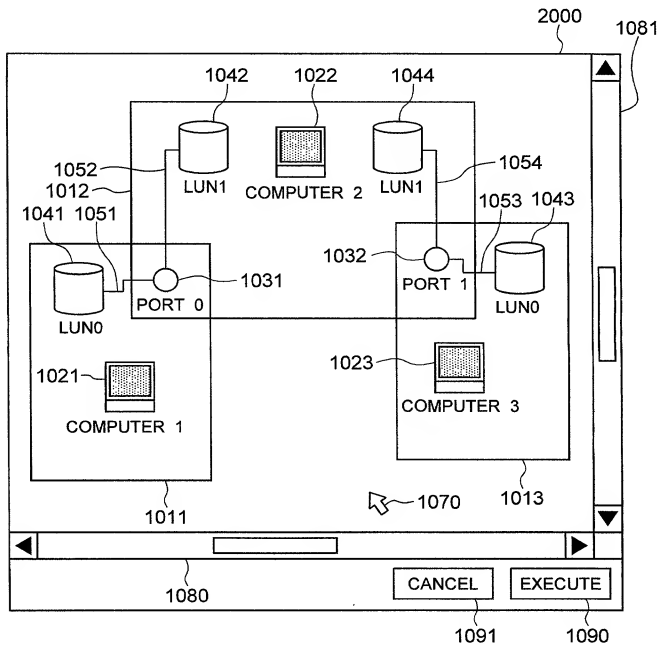 2000
1081
1042
1022
1044
1052
1012
LUN1
COMPUTER 2
LUN1
1054
1041
1051
1053
1043
1031
1032
PORT 0
PORT 1
LUN0
LUN0
1021
1023
COMPUTER 1
COMPUTER 3
1011
1070
1013
1080
CANCEL
EXECUTE
1091
1090